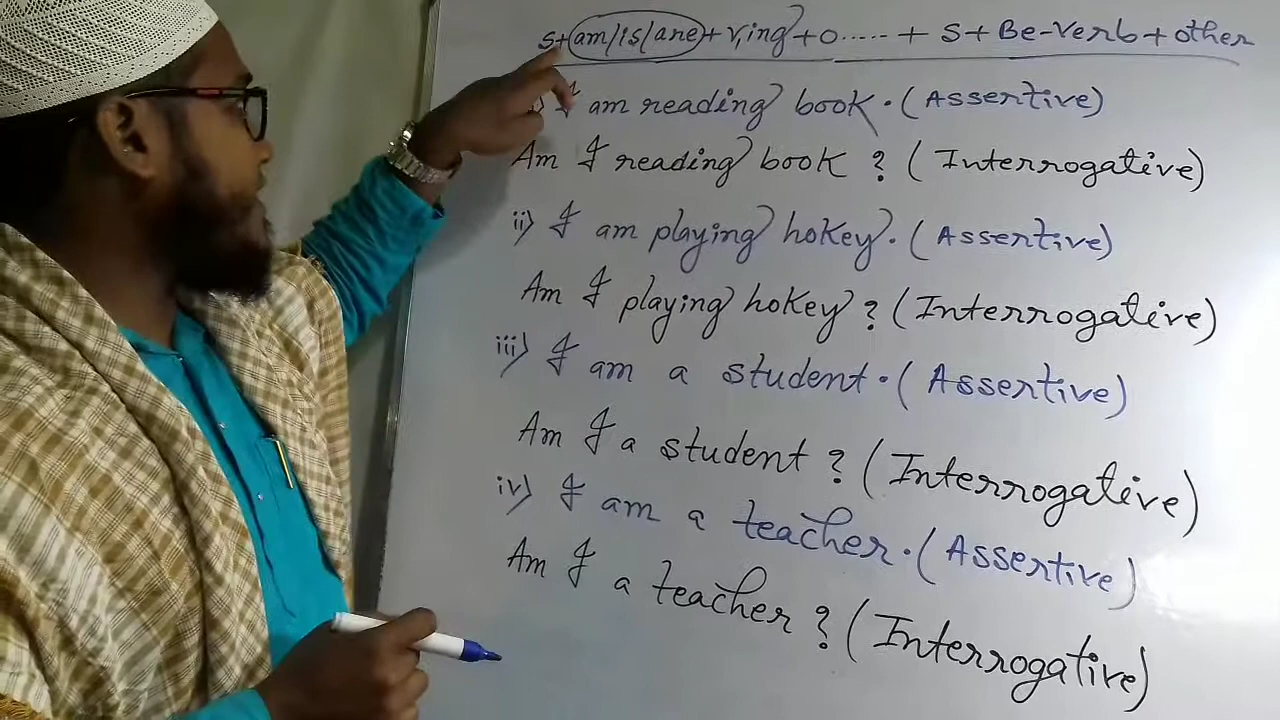 S+(am/is/are)+v,ing+o.....+ S+Be-verb+other
i) I am reading book. (Assertive)
Am I reading book ? (Interrogative)
ii) I am playing hokey. (Assertive)
Am I playing hokey ? (Interrogative)
iii) I am a student. (Assertive)
Am I a student ? (Interrogative)
iv) I am a teacher. (Assertive)
Am I a teacher ? (Interrogative)